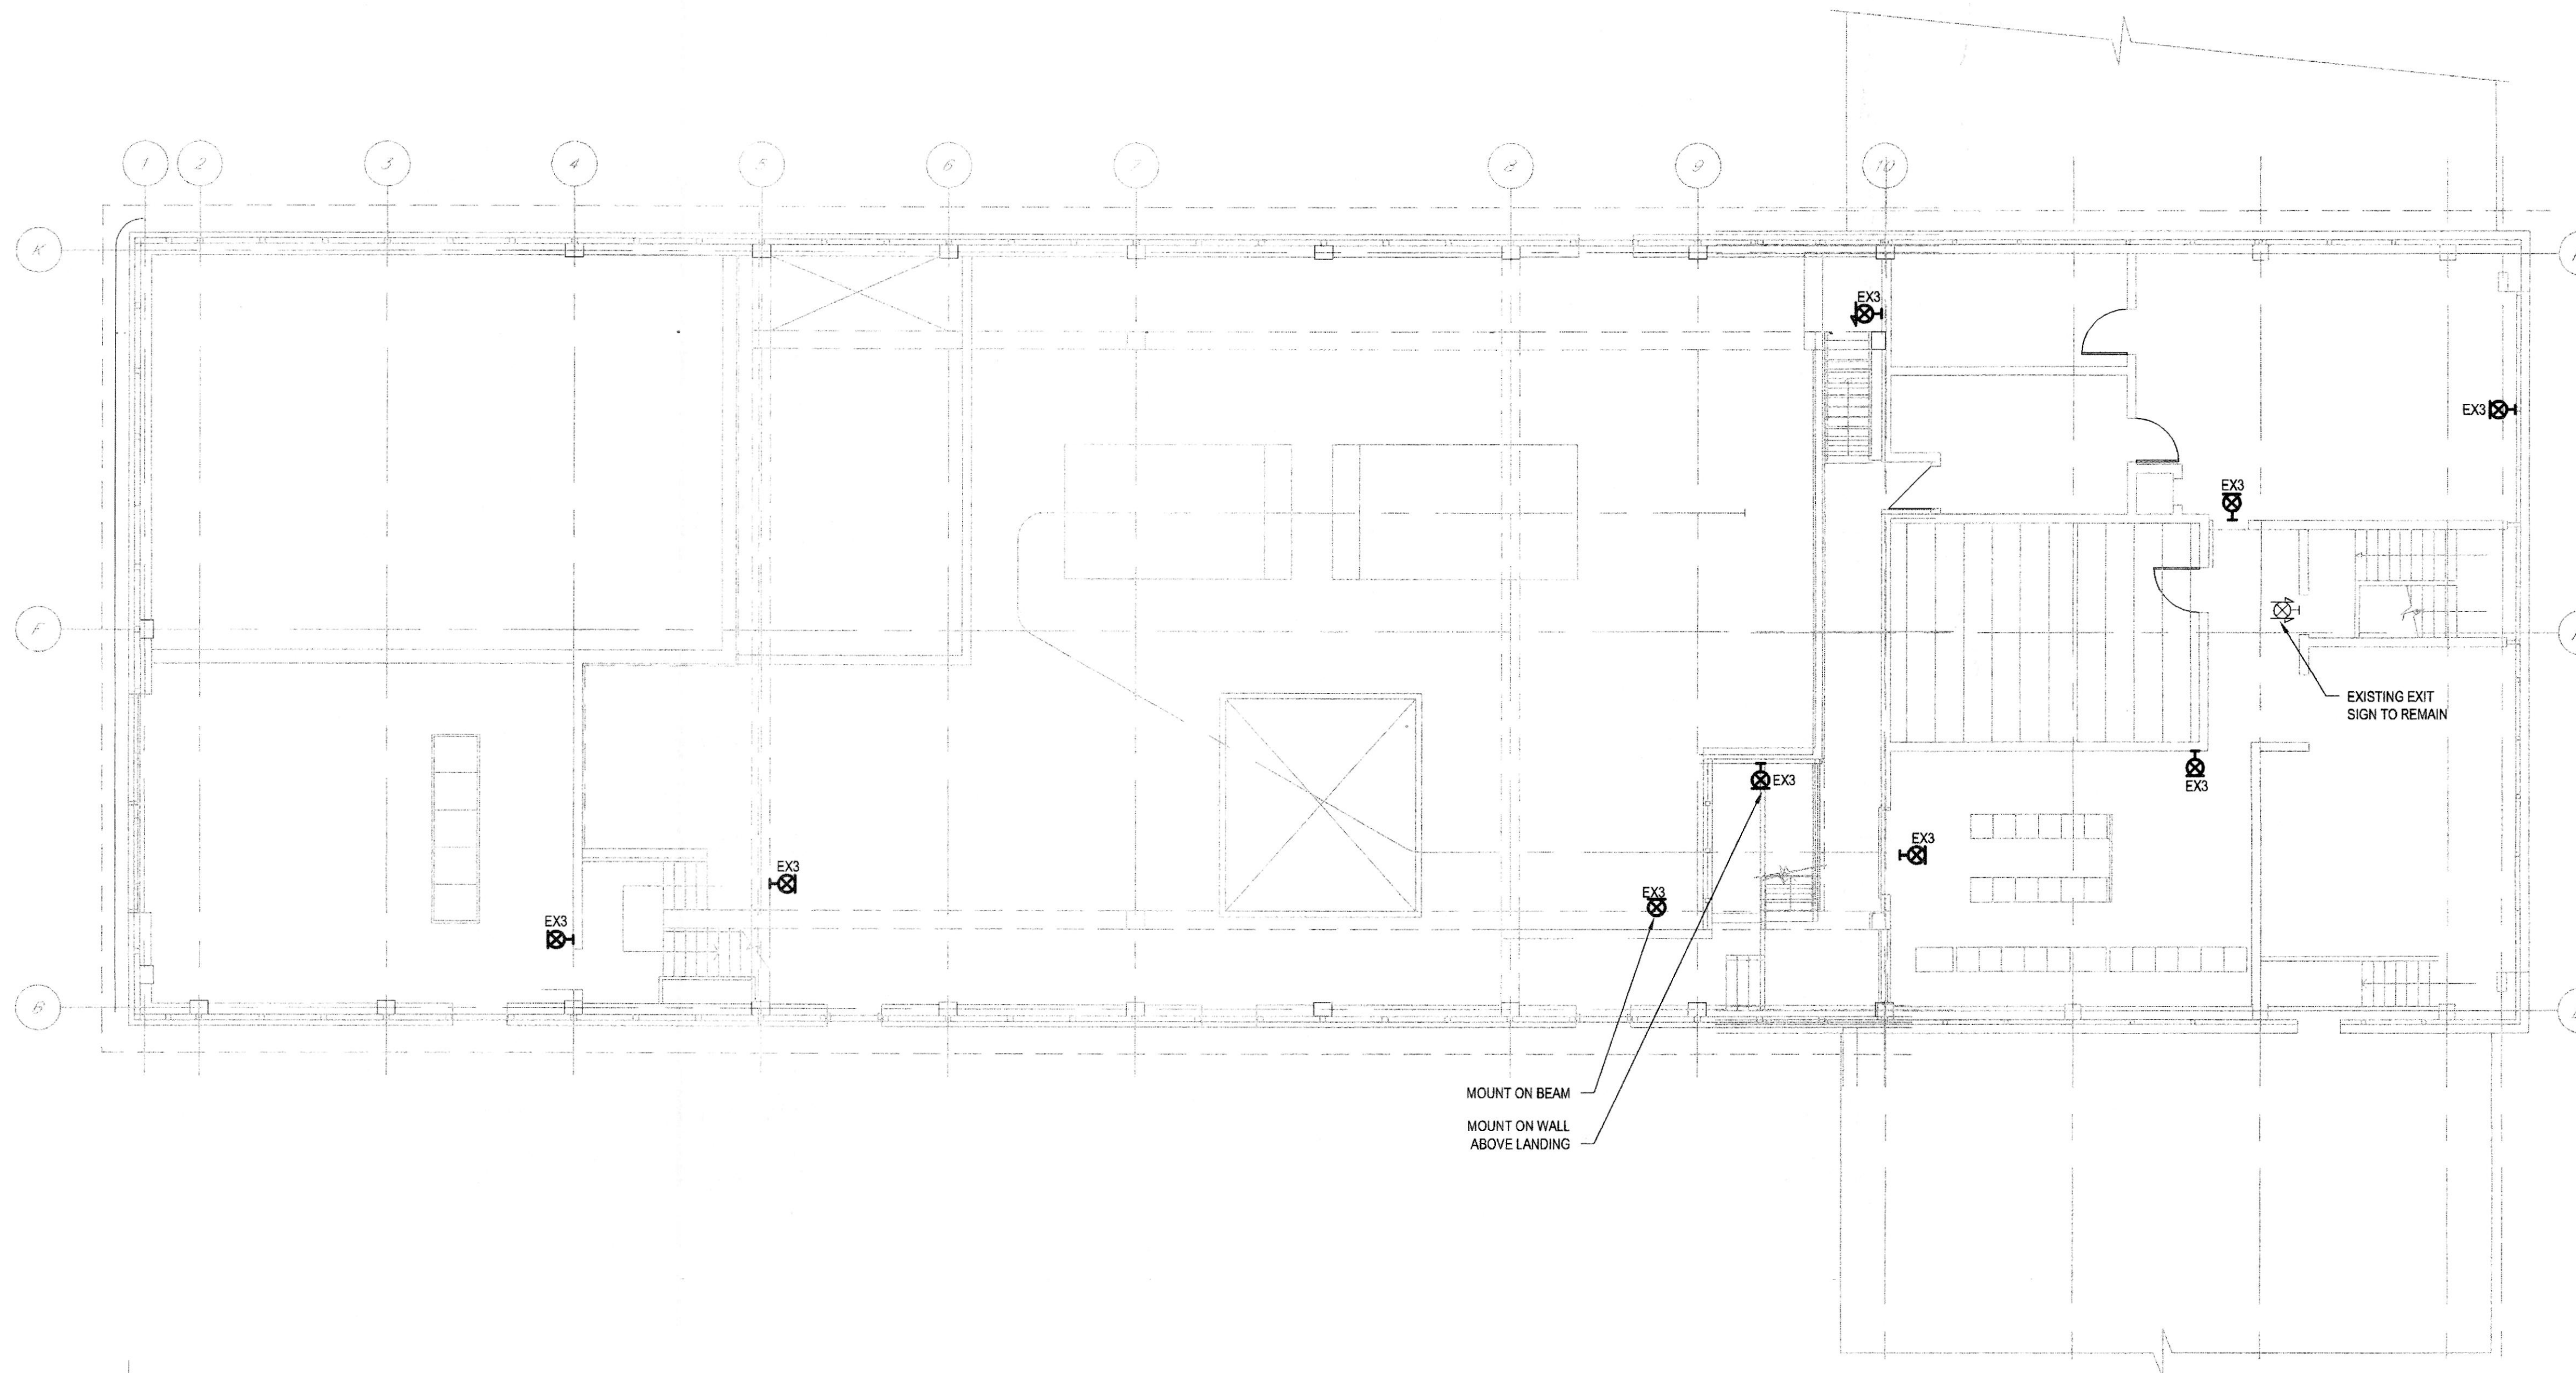 1
2
3
4
5
6
7
8
9
10
K
EX3
EX3
EX3
F
EXISTING EXIT
SIGN TO REMAIN
EX3
EX3
EX3
EX3
EX3
EX3
B
MOUNT ON BEAM
MOUNT ON WALL
ABOVE LANDING